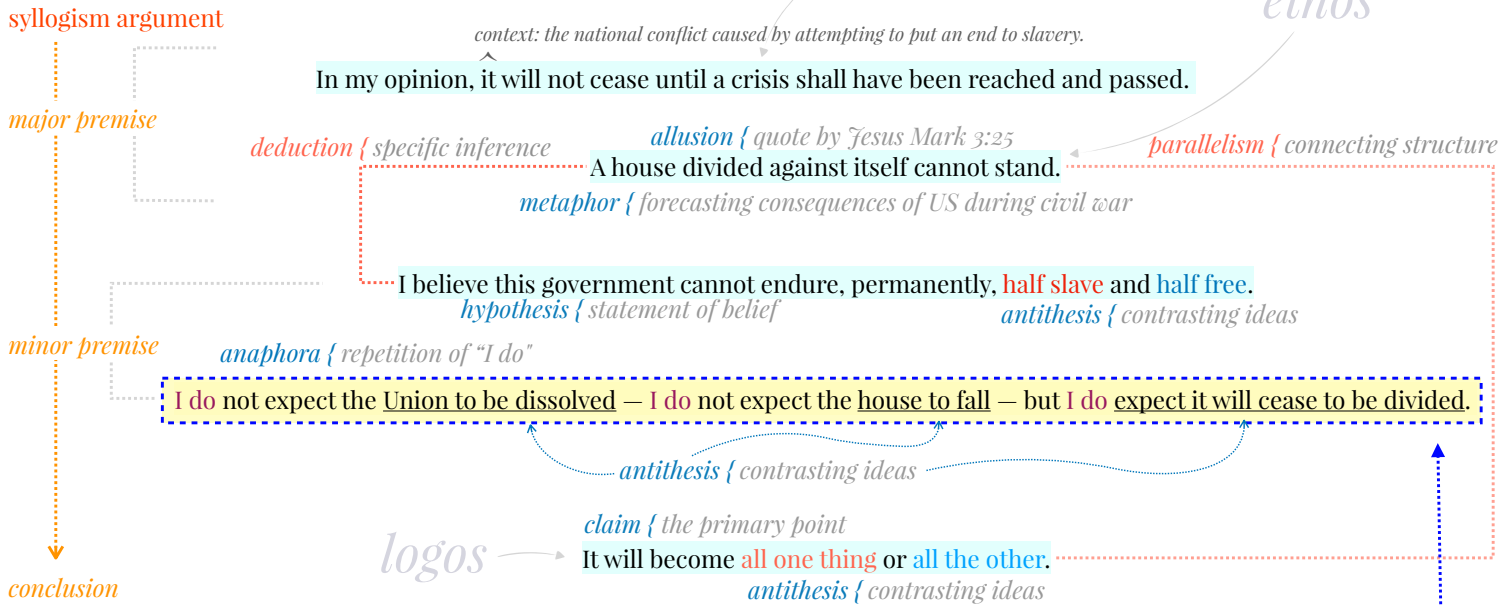 syllogism argument
ethos
context: the national conflict caused by attempting to put an end to slavery.
In my opinion, it will not cease until a crisis shall have been reached and passed.
major premise
deduction { specific inference
allusion { quote by Jesus Mark 3:25
parallelism { connecting structure
A house divided against itself cannot stand.
metaphor { forecasting consequences of US during civil war
I believe this government cannot endure, permanently, half slave and half free.
hypothesis { statement of belief
antithesis { contrasting ideas
minor premise
anaphora { repetition of “I do"
I do not expect the Union to be dissolved — I do not expect the house to fall — but I do expect it will cease to be divided.
antithesis { contrasting ideas
claim { the primary point
logos
It will become all one thing or all the other.
conclusion
antithesis { contrasting ideas